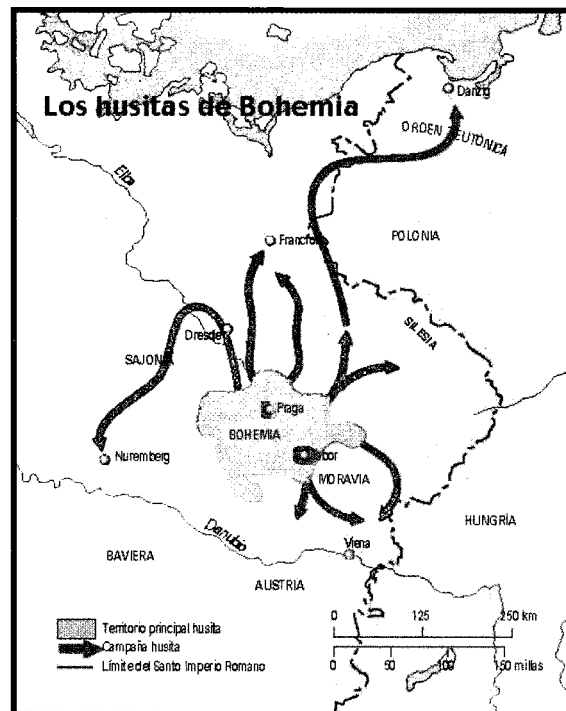 Los husitas de Bohemia
Danzig
ORDEN TEUTÓNICA
Elba
Francfort
POLONIA
Dresde
SILESIA
SAJONIA
Praga
BOHEMIA
Tabor
Nuremberg
MORAVIA
HUNGRÍA
Danubio
Viena
BAVIERA
AUSTRIA
0 125 250 km
0 50 100 150 millas
Territorio principal husita
Campaña husita
Límite del Santo Imperio Romano